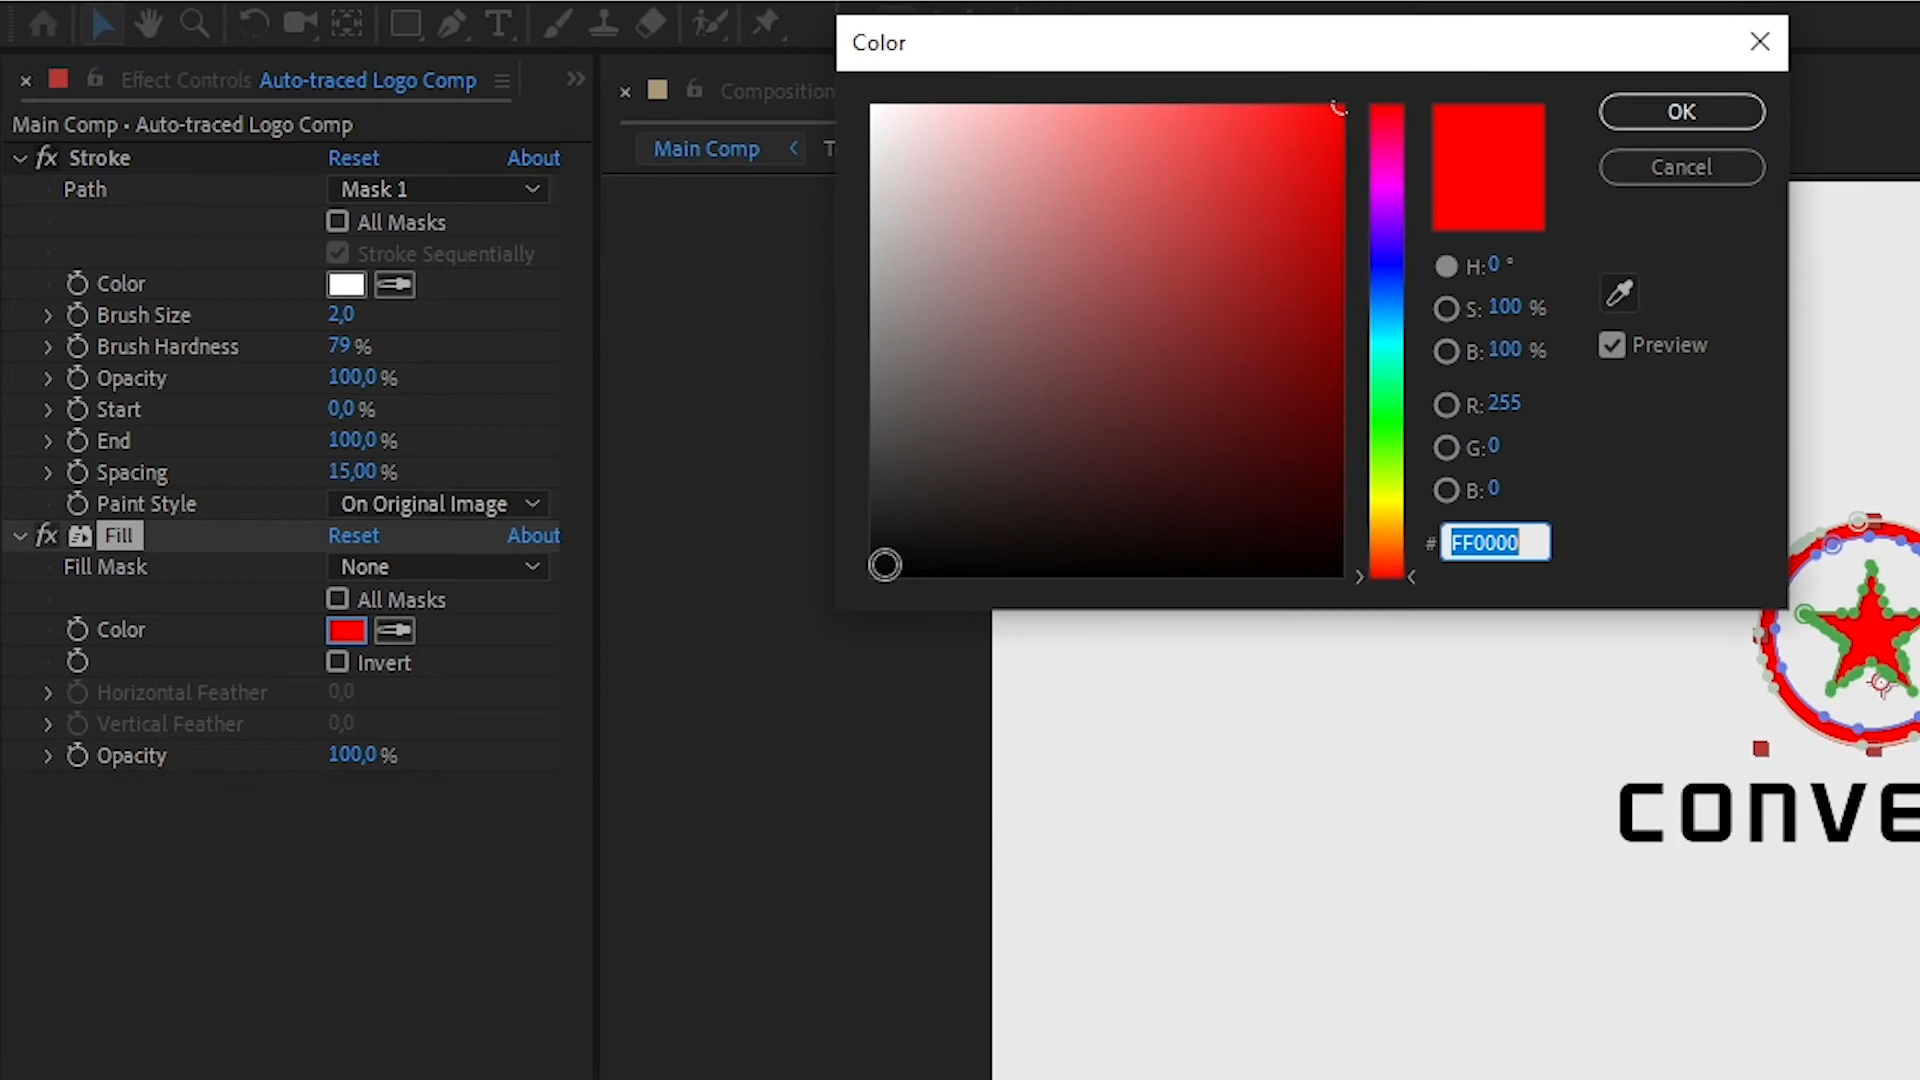 Color
Effect Controls Auto-traced Logo Comp
Composition
OK
Main Comp • Auto-traced Logo Comp
Main Comp
Cancel
Stroke Reset About
Path Mask 1
All Masks
Stroke Sequentially
Color
Brush Size 2,0
Brush Hardness 79 %
Opacity 100,0 %
Start 0,0 %
End 100,0 %
Spacing 15,00 %
Paint Style On Original Image
Fill Reset About
Fill Mask None
All Masks
Color
Invert
Horizontal Feather 0,0
Vertical Feather 0,0
Opacity 100,0 %
H: 0 °
S: 100 %
B: 100 %
Preview
R: 255
G: 0
B: 0
# FF0000
CONVE